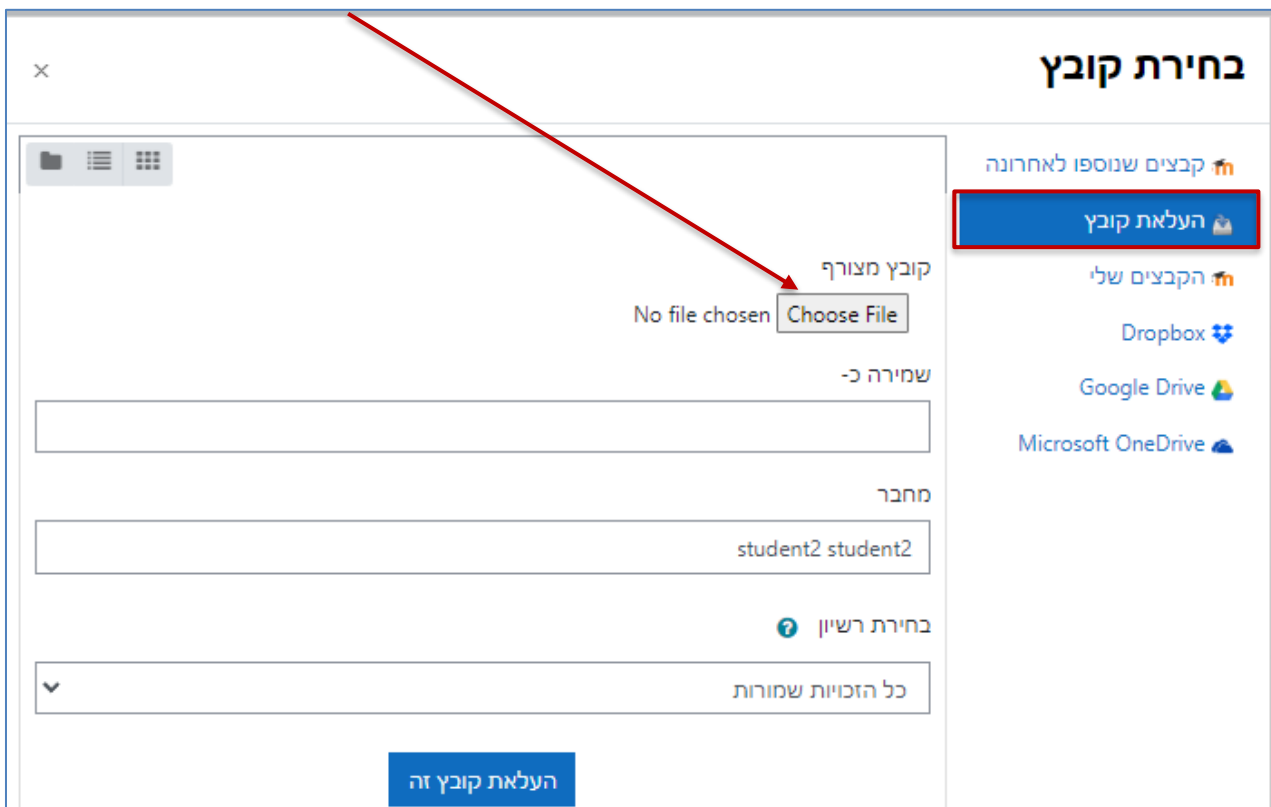 בחירת קובץ
×
קבצים שנוספו לאחרונה
העלאת קובץ
הקבצים שלי
Dropbox
Google Drive
Microsoft OneDrive
קובץ מצורף
Choose File No file chosen
שמירה כ-
מחבר
student2 student2
בחירת רשיון ?
כל הזכויות שמורות
העלאת קובץ זה